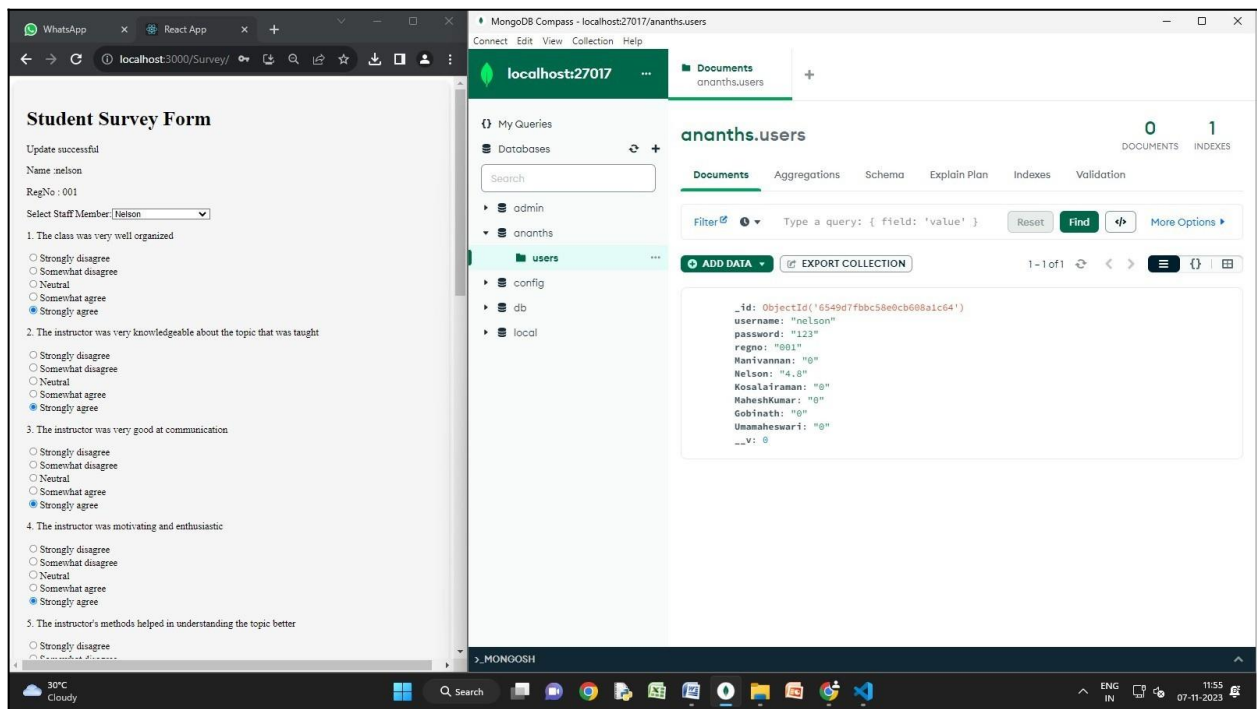 WhatsApp
React App
localhost:3000/Survey/
Student Survey Form
Update successful
Name :nelson
RegNo : 001
Select Staff Member: Nelson
1. The class was very well organized
Strongly disagree
Somewhat disagree
Neutral
Somewhat agree
Strongly agree
2. The instructor was very knowledgeable about the topic that was taught
Strongly disagree
Somewhat disagree
Neutral
Somewhat agree
Strongly agree
3. The instructor was very good at communication
Strongly disagree
Somewhat disagree
Neutral
Somewhat agree
Strongly agree
4. The instructor was motivating and enthusiastic
Strongly disagree
Somewhat disagree
Neutral
Somewhat agree
Strongly agree
5. The instructor's methods helped in understanding the topic better
Strongly disagree
MongoDB Compass - localhost:27017/ananths.users
Connect Edit View Collection Help
localhost:27017 ...
{} My Queries
Databases
Search
admin
ananths
users ...
config
db
local
Documents
ananths.users
ananths.users
0 DOCUMENTS
1 INDEXES
Documents Aggregations Schema Explain Plan Indexes Validation
Filter Type a query: { field: 'value' } Reset Find </> More Options
ADD DATA EXPORT COLLECTION 1-1 of 1 {}
_id: ObjectId('6549d7fbbc58e0cb608a1c64')
username: "nelson"
password: "123"
regno: "001"
Manivannan: "0"
Nelson: "4.8"
Kosalairaman: "0"
MaheshKumar: "0"
Gobinath: "0"
Umamaheswari: "0"
__v: 0
>_MONGOSH
30°C
Cloudy
Search
ENG
IN
11:55
07-11-2023